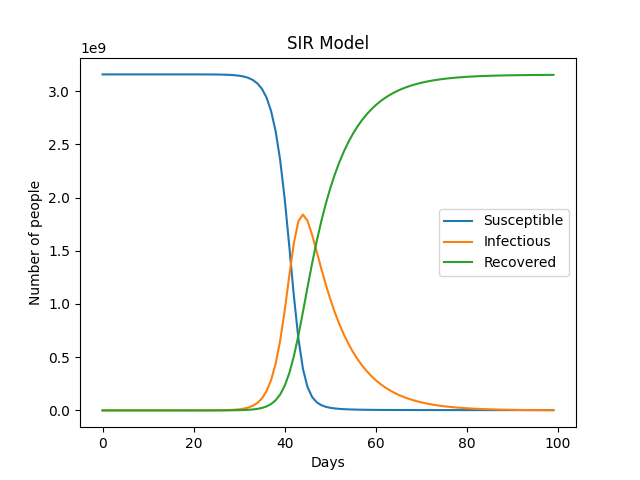 SIR Model
1e9
3.0
2.5
2.0
1.5
1.0
0.5
0.0
Number of people
Susceptible
Infectious
Recovered
0 20 40 60 80 100
Days